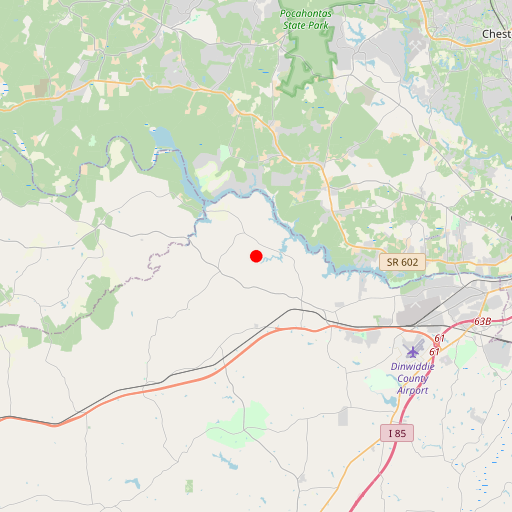 Pocahontas
State Park
Chest
SR 602
63B
61
61
Dinwiddie
County
Airport
I 85